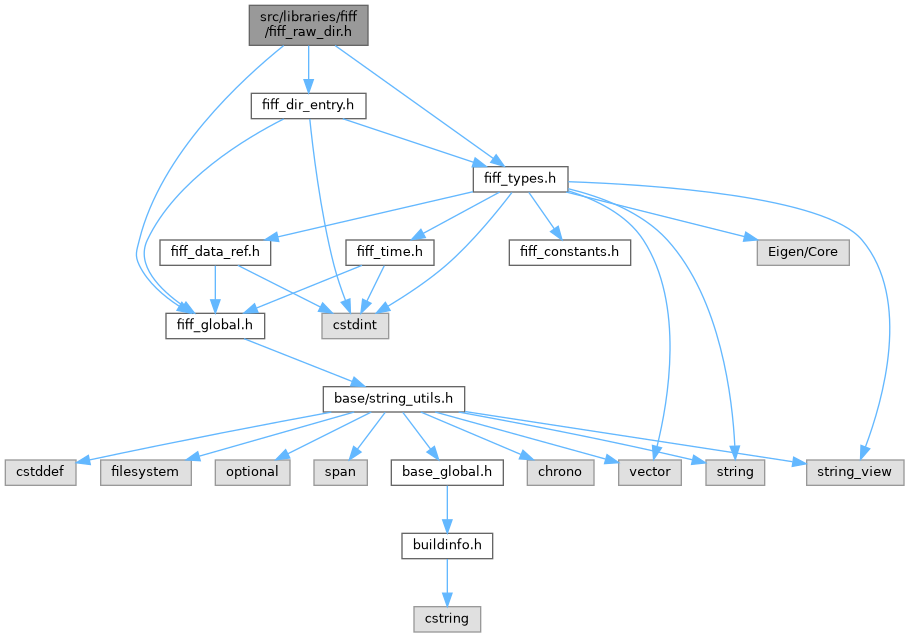 src/libraries/fiff
/fiff_raw_dir.h
fiff_dir_entry.h
fiff_types.h
fiff_data_ref.h
fiff_time.h
fiff_constants.h
Eigen/Core
fiff_global.h
cstdint
base/string_utils.h
cstddef
filesystem
optional
span
base_global.h
chrono
vector
string
string_view
buildinfo.h
cstring